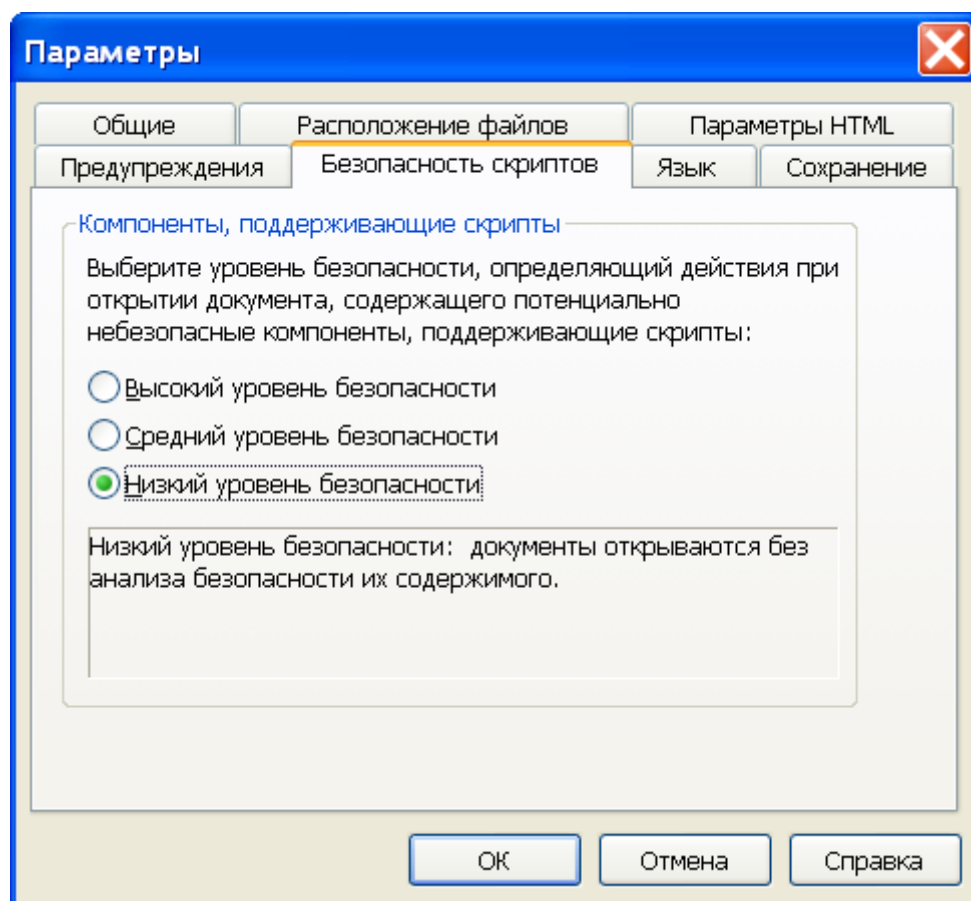 Параметры
Общие
Расположение файлов
Параметры HTML
Предупреждения
Безопасность скриптов
Язык
Сохранение
Компоненты, поддерживающие скрипты
Выберите уровень безопасности, определяющий действия при
открытии документа, содержащего потенциально
небезопасные компоненты, поддерживающие скрипты:
Высокий уровень безопасности
Средний уровень безопасности
Низкий уровень безопасности
Низкий уровень безопасности:  документы открываются без
анализа безопасности их содержимого.
ОК
Отмена
Справка